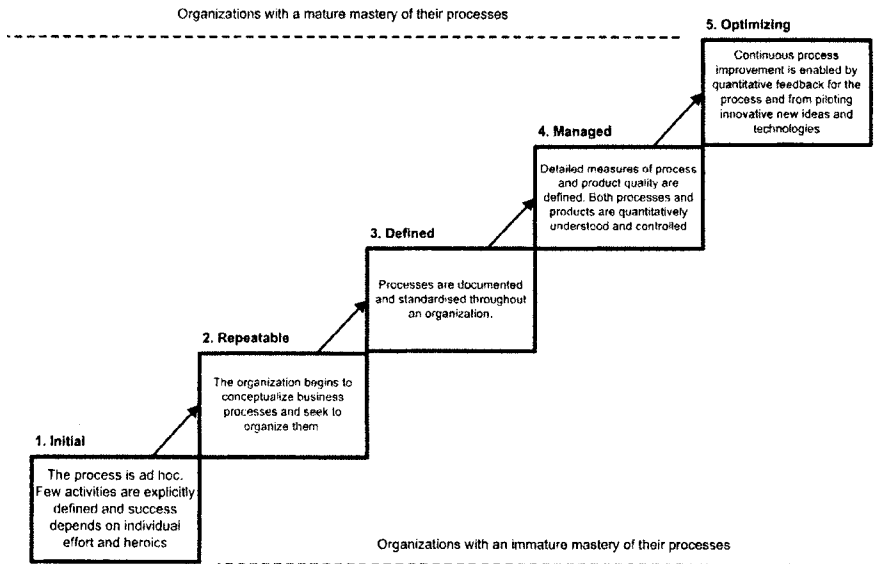 Organizations with a mature mastery of their processes
5. Optimizing
Continuous process
improvement is enabled by
quantitative feedback for the
process and from piloting
innovative new ideas and
technologies
4. Managed
Detailed measures of process
and product quality are
defined. Both processes and
products are quantitatively
understood and controlled
3. Defined
Processes are documented
and standardised throughout
an organization.
2. Repeatable
The organization begins to
conceptualize business
processes and seek to
organize them
1. Initial
The process is ad hoc.
Few activities are explicitly
defined and success
depends on individual
effort and heroics
Organizations with an immature mastery of their processes